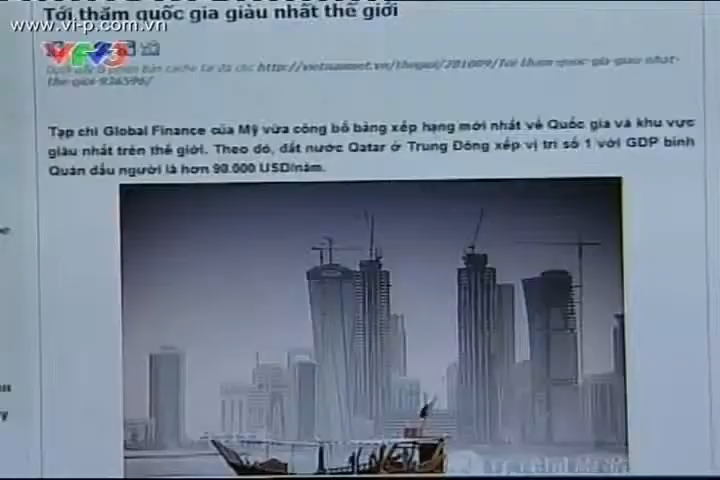 Tới thăm quốc gia giàu nhất thế giới
www.vi-p.com.vn
VTV3
http://vietnamnet.vn/thegioi/201009/Toi-tham-quoc-gia-giau-nhat-
the-gioi-936596/
Tạp chí Global Finance của Mỹ vừa công bố bảng xếp hạng mới nhất về Quốc gia và khu vực
giàu nhất trên thế giới. Theo đó, đất nước Qatar ở Trung Đông xếp vị trí số 1 với GDP bình
Quân đầu người là hơn 90.000 USD/năm.